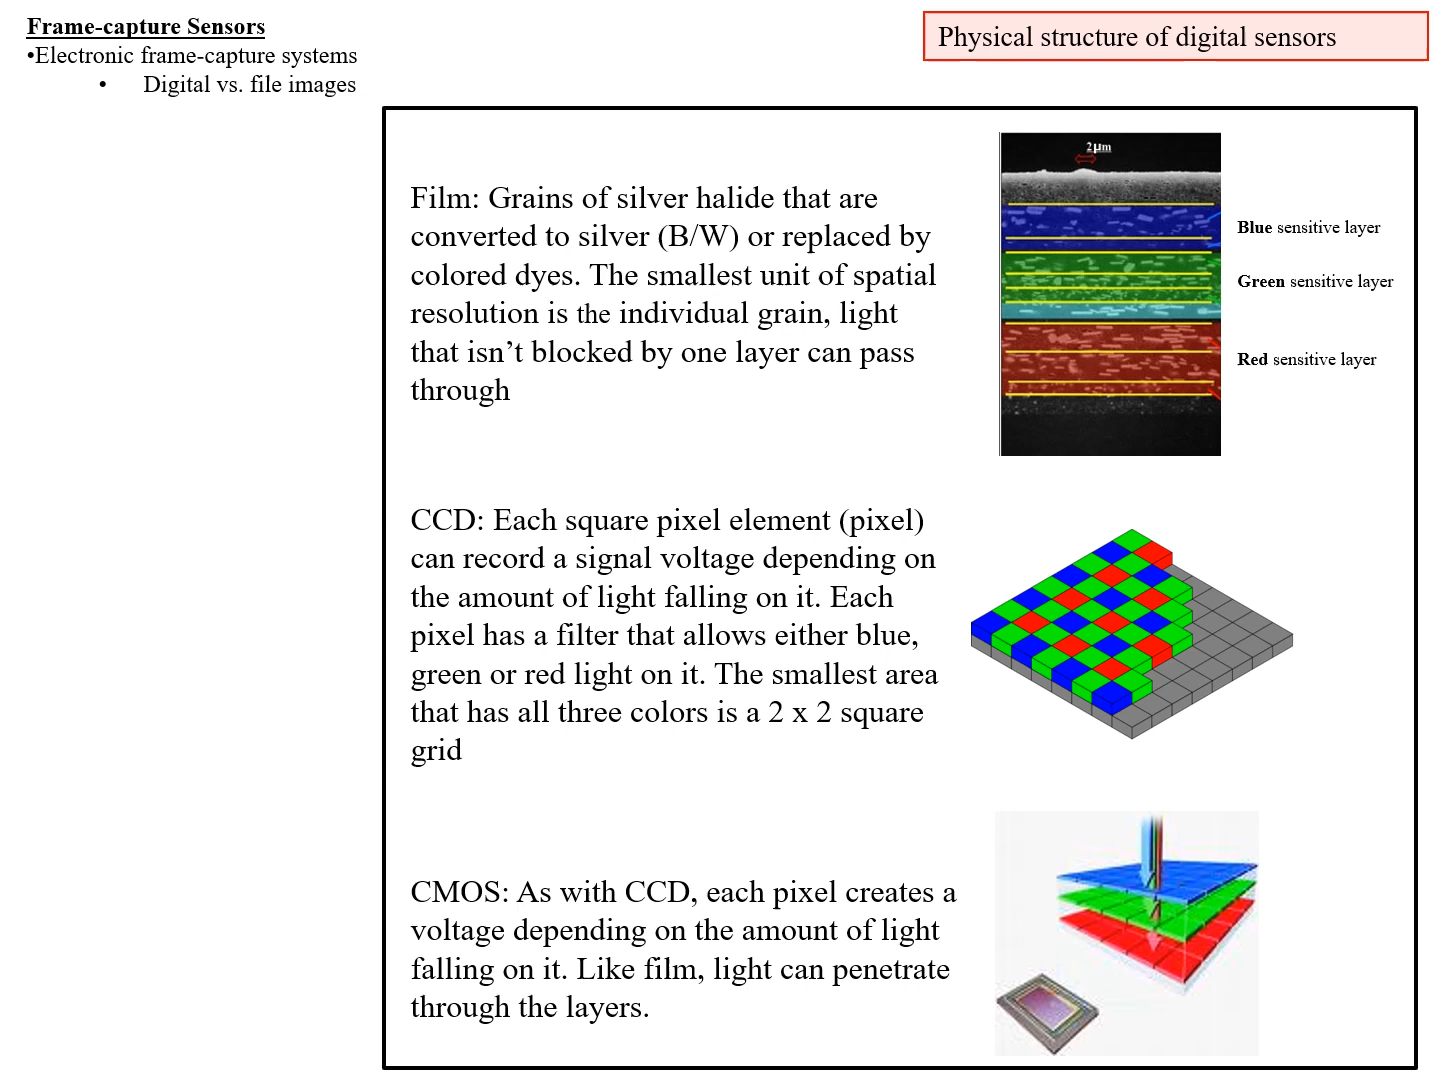 Frame-capture Sensors
•Electronic frame-capture systems
• Digital vs. file images
Physical structure of digital sensors
Film: Grains of silver halide that are
converted to silver (B/W) or replaced by
colored dyes. The smallest unit of spatial
resolution is the individual grain, light
that isn’t blocked by one layer can pass
through
2µm
Blue sensitive layer
Green sensitive layer
Red sensitive layer
CCD: Each square pixel element (pixel)
can record a signal voltage depending on
the amount of light falling on it. Each
pixel has a filter that allows either blue,
green or red light on it. The smallest area
that has all three colors is a 2 x 2 square
grid
CMOS: As with CCD, each pixel creates a
voltage depending on the amount of light
falling on it. Like film, light can penetrate
through the layers.